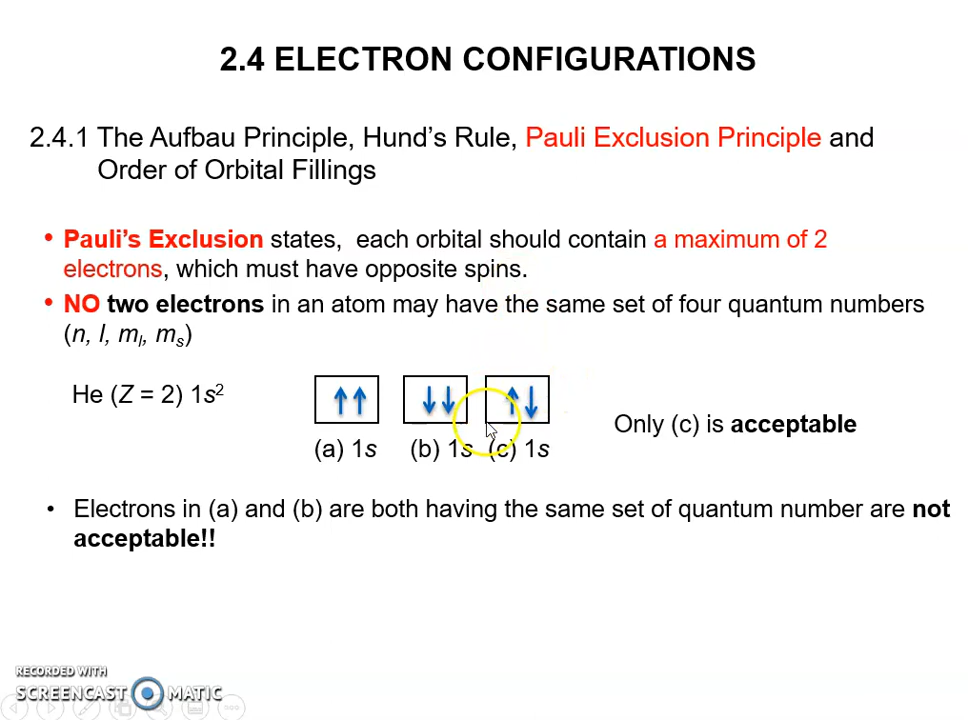 2.4 ELECTRON CONFIGURATIONS
2.4.1 The Aufbau Principle, Hund's Rule, Pauli Exclusion Principle and
Order of Orbital Fillings
• Pauli's Exclusion states, each orbital should contain a maximum of 2
electrons, which must have opposite spins.
• NO two electrons in an atom may have the same set of four quantum numbers
(n, l, mₗ, mₛ)
He (Z = 2) 1s²
↑↑ ↓↓ ↑↓
(a) 1s (b) 1s (c) 1s
Only (c) is acceptable
• Electrons in (a) and (b) are both having the same set of quantum number are not
acceptable!!
RECORDED WITH
SCREENCAST MATIC